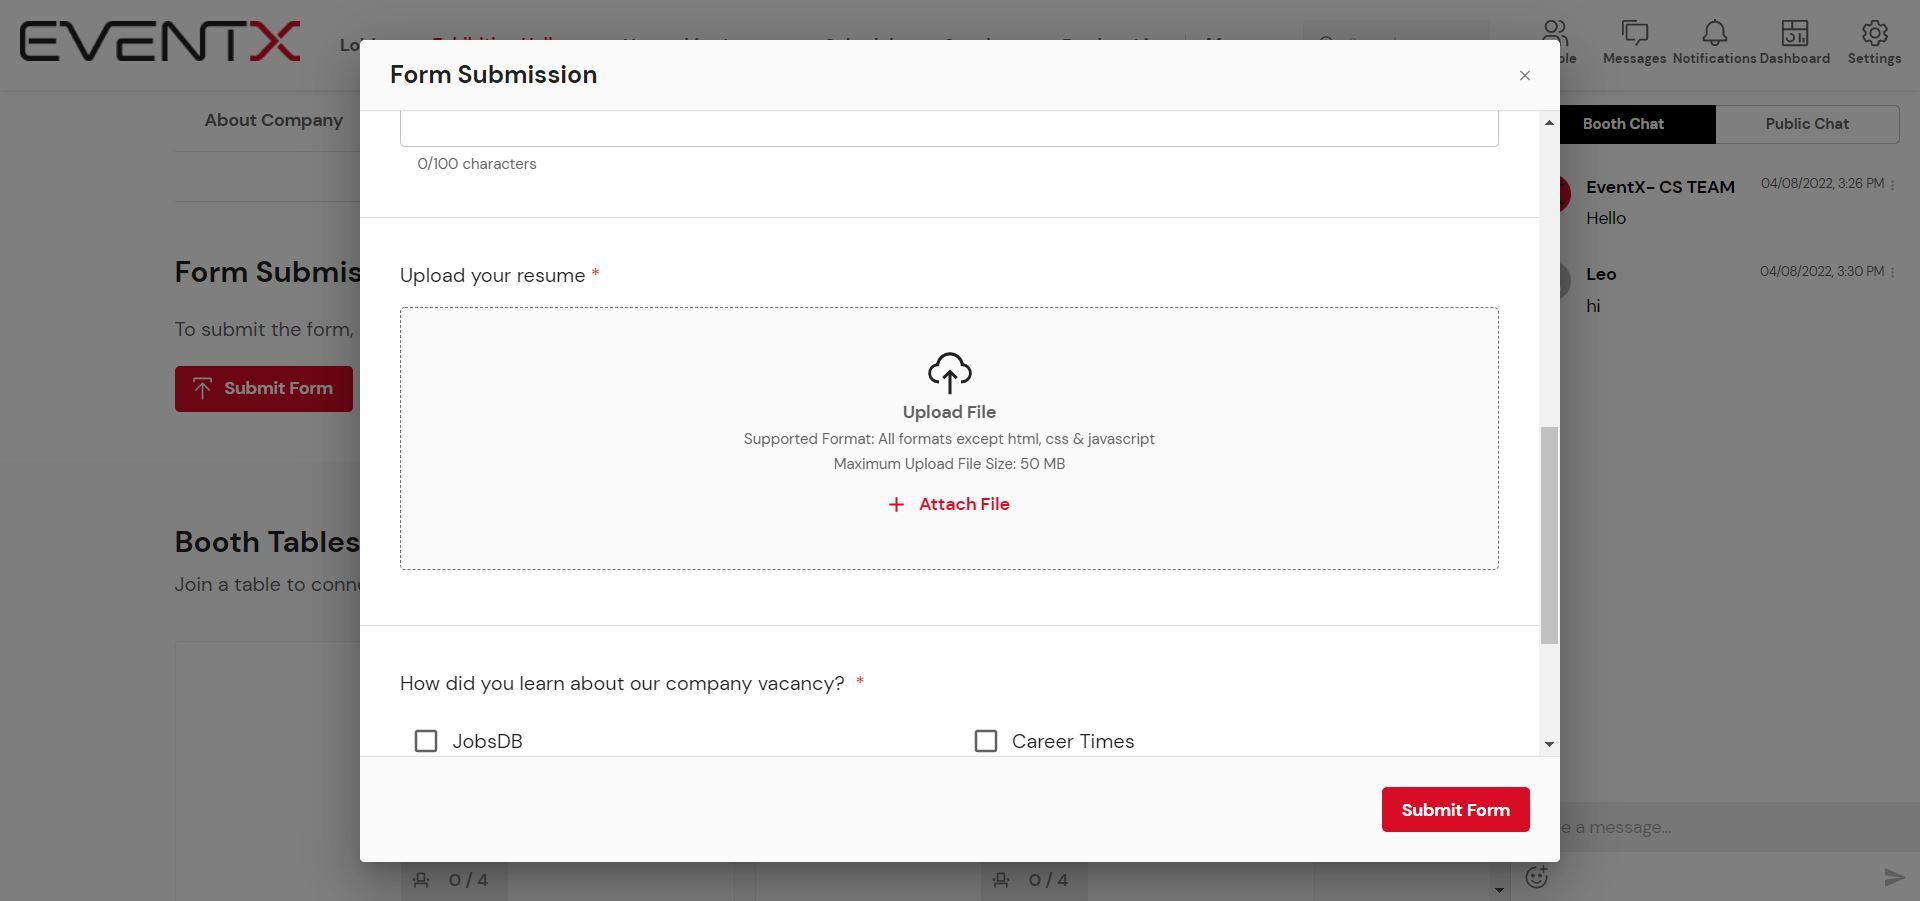 EVENTX
Messages
Notifications
Dashboard
Settings
Form Submission
About Company
0/100 characters
Booth Chat
Public Chat
EventX- CS TEAM
04/08/2022, 3:26 PM
Hello
Form Submis
Upload your resume *
Leo
04/08/2022, 3:30 PM
hi
To submit the form,
Submit Form
Upload File
Supported Format: All formats except html, css & javascript
Maximum Upload File Size: 50 MB
+ Attach File
Booth Tables
Join a table to conne
How did you learn about our company vacancy? *
JobsDB
Career Times
Submit Form
e a message...
0 / 4
0 / 4